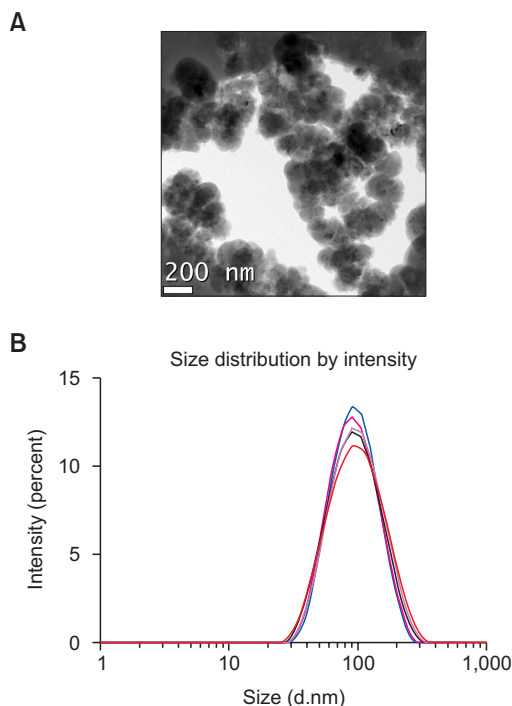 A
200 nm
B
Size distribution by intensity
15
10
5
0
Intensity (percent)
1
10
100
1,000
Size (d.nm)